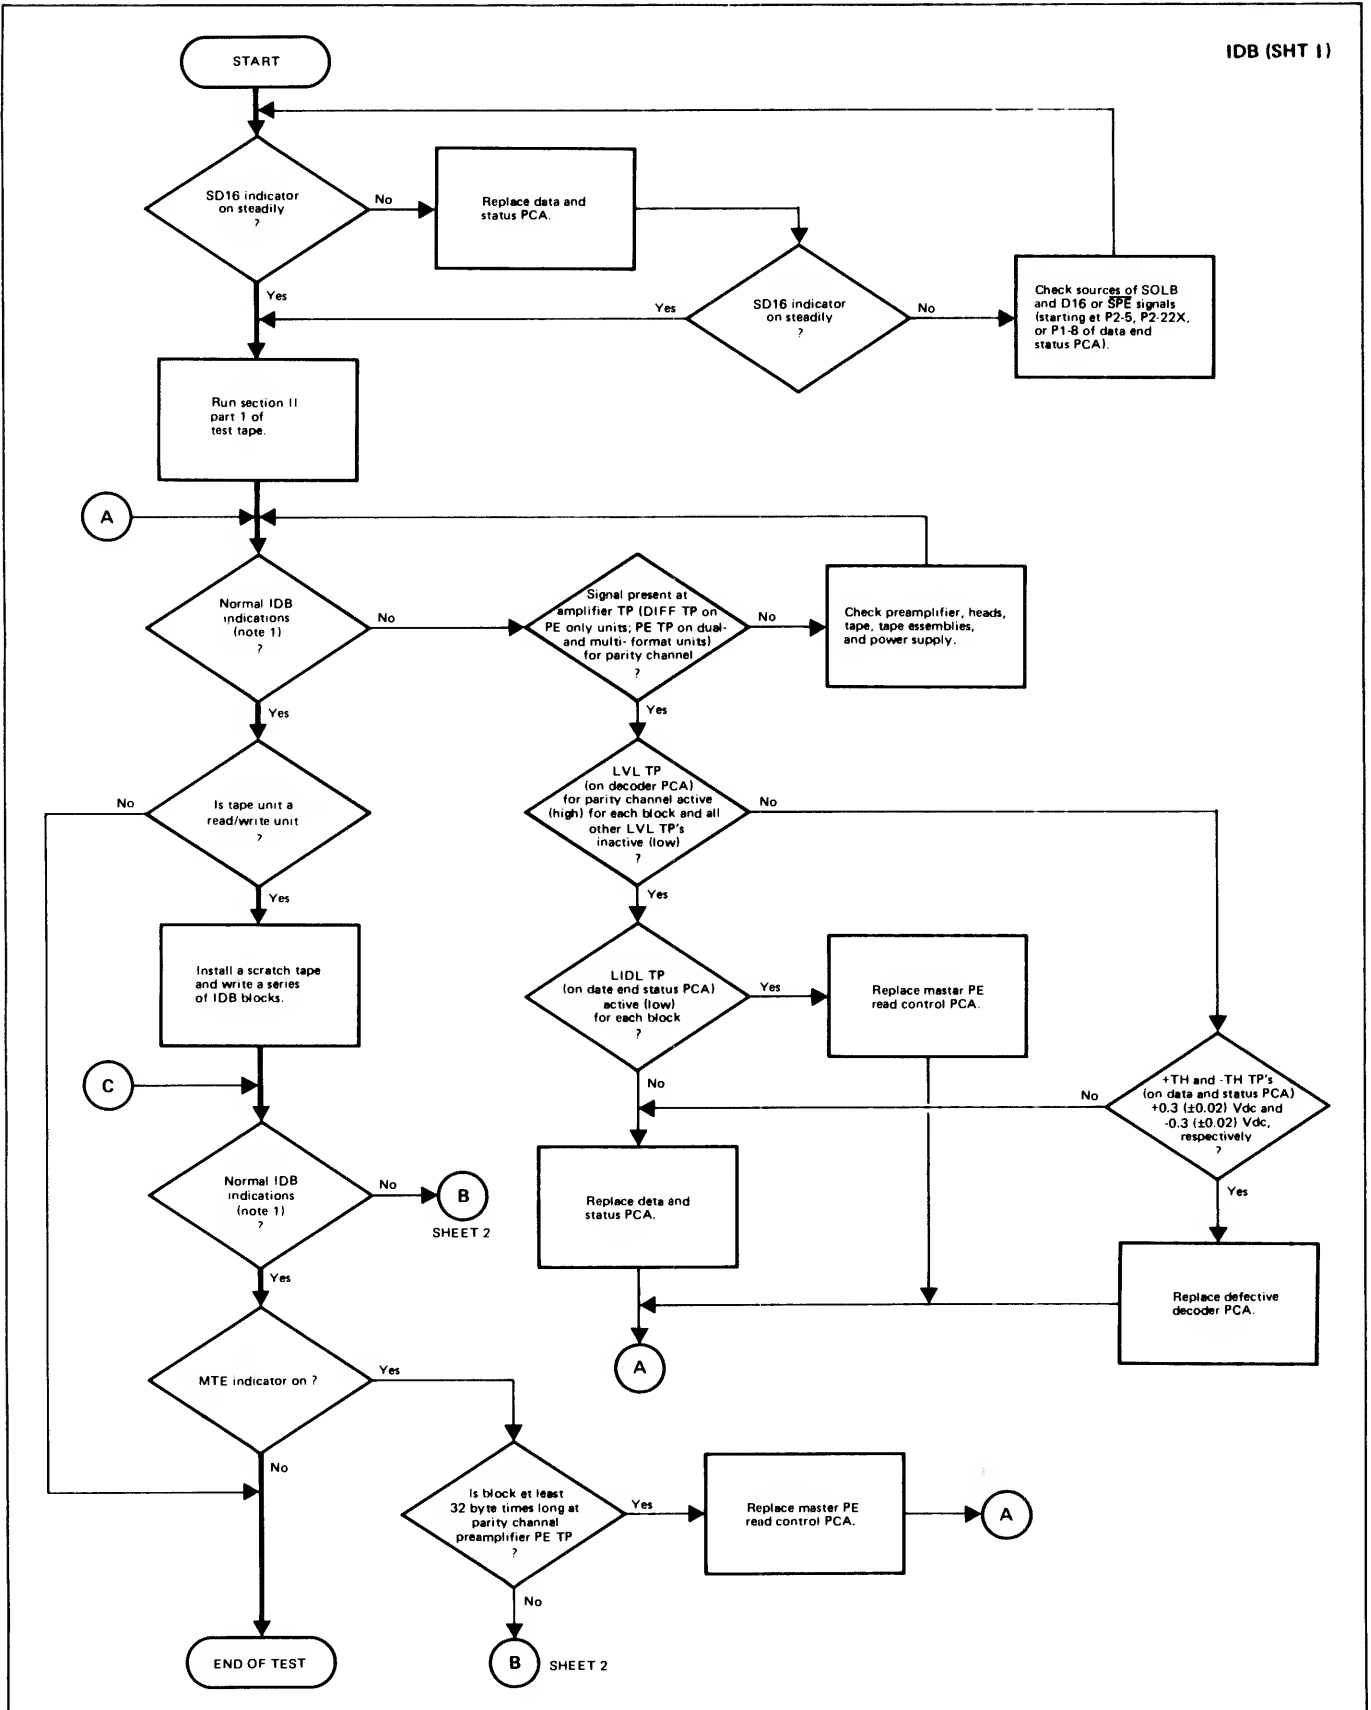 IDB (SHT 1)
START
SD16 indicator
on steadily
?
No
Replace data and
status PCA.
Yes
SD16 indicator
on steadily
?
Yes
No
Check sources of SOLB
and D16 or SPE signals
(starting et P2-5, P2-22X,
or P1-8 of data end
status PCA).
Run section II
part 1 of
test tape.
A
Normal IDB
indications
(note 1)
?
No
Signal present at
amplifier TP (DIFF TP on
PE only units; PE TP on dual-
and multi- format units)
for parity channel
?
No
Check preamplifier, heads,
tape, tape essemblies,
and power supply.
Yes
Yes
No
Is tape unit a
read/write unit
?
LVL TP
(on decoder PCA)
for parity channel active
(high) for each block and all
other LVL TP's
inactive (low)
?
No
Yes
Yes
Install a scratch tape
and write a series
of IDB blocks.
LIDL TP
(on date end status PCA)
active (low)
for each block
?
Yes
Replace mastar PE
read control PCA.
No
C
No
+TH and -TH TP's
(on data and status PCA)
+0.3 (±0.02) Vdc and
-0.3 (±0.02) Vdc,
respectively
?
Yes
Normal IDB
indications
(note 1)
?
No
B
SHEET 2
Replace deta and
status PCA.
Yes
Replace defective
decoder PCA.
A
MTE indicator on ?
Yes
No
Is block et least
32 byte times long at
parity channel
preamplifier PE TP
?
Yes
Replace master PE
read control PCA.
A
No
END OF TEST
B
SHEET 2